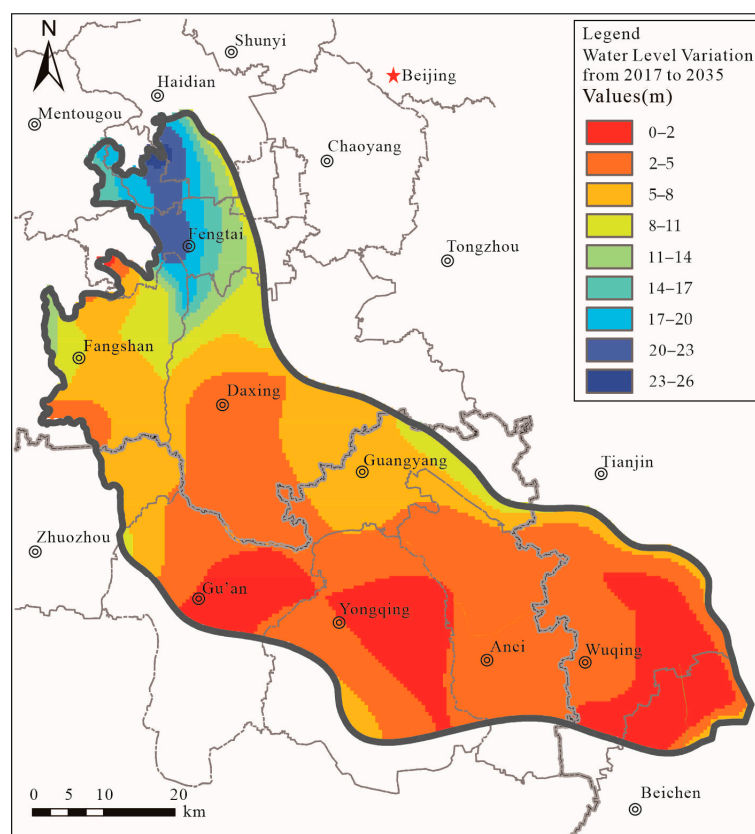 N
Shunyi
Beijing
Haidian
Mentougou
Chaoyang
Fengtai
Tongzhou
Fangshan
Daxing
Guangyang
Tianjin
Zhuozhou
Gu'an
Yongqing
Anci
Wuqing
Beichen
Legend
Water Level Variation
from 2017 to 2035
Values(m)
0–2
2–5
5–8
8–11
11–14
14–17
17–20
20–23
23–26
0 5 10 20
km